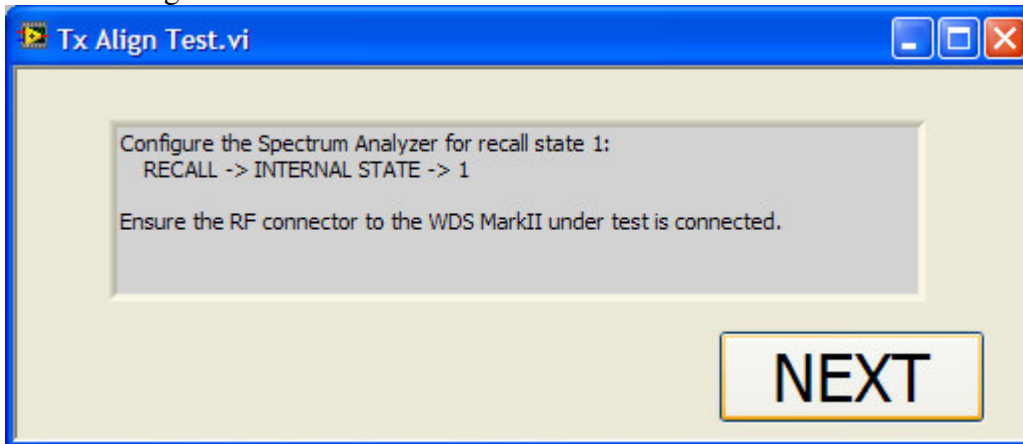 Tx Align Test.vi
Configure the Spectrum Analyzer for recall state 1:
RECALL -> INTERNAL STATE -> 1
Ensure the RF connector to the WDS MarkII under test is connected.
NEXT